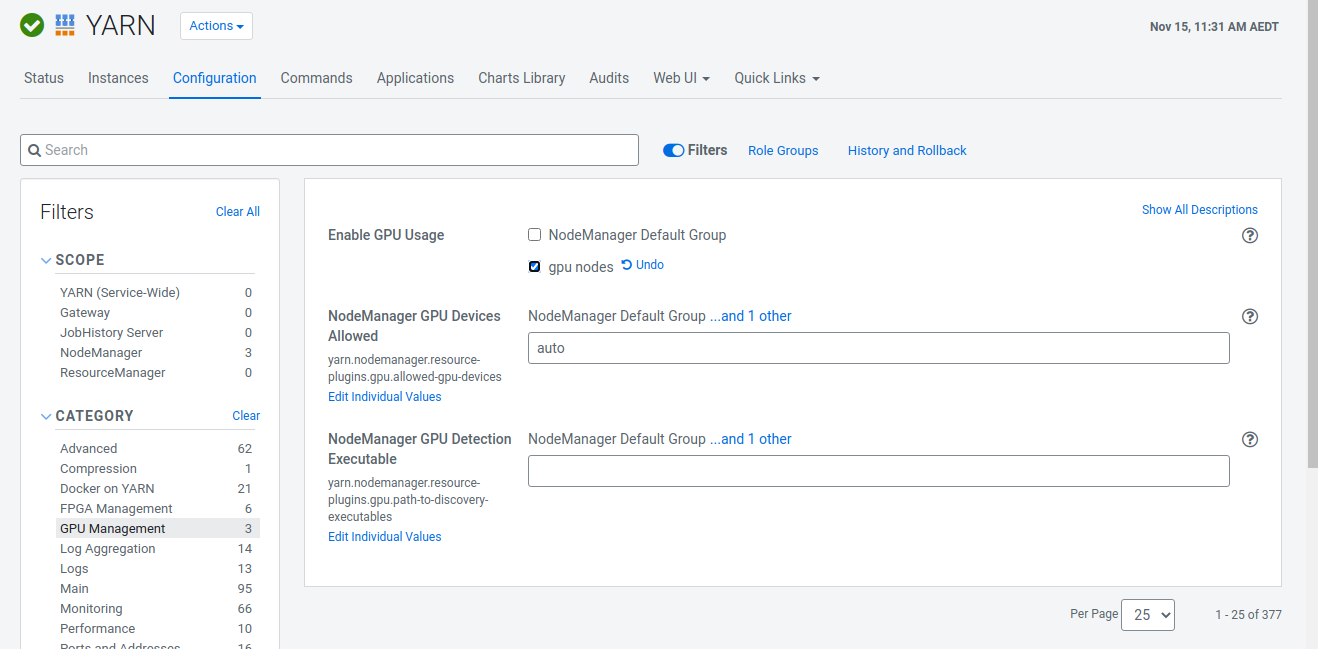 YARN
Actions
Nov 15, 11:31 AM AEDT
Status Instances Configuration Commands Applications Charts Library Audits Web UI Quick Links
Search
Filters Role Groups History and Rollback
Filters
Clear All
SCOPE
YARN (Service-Wide) 0
Gateway 0
JobHistory Server 0
NodeManager 3
ResourceManager 0
CATEGORY Clear
Advanced 62
Compression 1
Docker on YARN 21
FPGA Management 6
GPU Management 3
Log Aggregation 14
Logs 13
Main 95
Monitoring 66
Performance 10
Ports and Addresses 16
Show All Descriptions
Enable GPU Usage
NodeManager Default Group
?
gpu nodes Undo
NodeManager GPU Devices
Allowed
yarn.nodemanager.resource-
plugins.gpu.allowed-gpu-devices
Edit Individual Values
NodeManager Default Group ...and 1 other
?
auto
NodeManager GPU Detection
Executable
yarn.nodemanager.resource-
plugins.gpu.path-to-discovery-
executables
Edit Individual Values
NodeManager Default Group ...and 1 other
?
Per Page 25 1 - 25 of 377